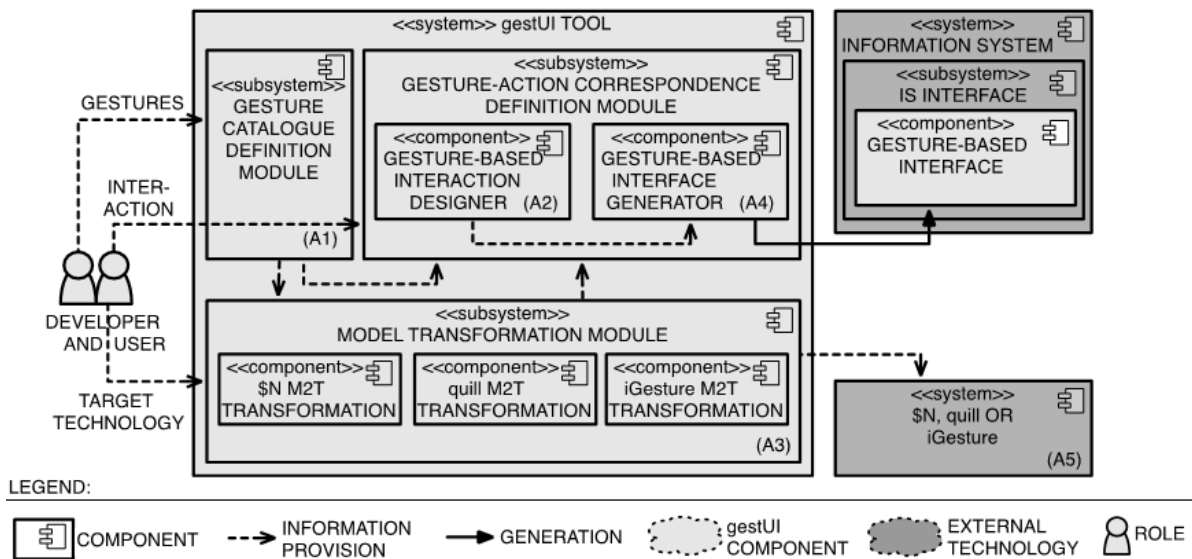 <<system>> gestUI TOOL
<<subsystem>>
GESTURE
CATALOGUE
DEFINITION
MODULE
(A1)
<<subsystem>>
GESTURE-ACTION CORRESPONDENCE
DEFINITION MODULE
<<component>>
GESTURE-BASED
INTERACTION
DESIGNER (A2)
<<component>>
GESTURE-BASED
INTERFACE
GENERATOR (A4)
<<system>>
INFORMATION SYSTEM
<<subsystem>>
IS INTERFACE
<<component>>
GESTURE-BASED
INTERFACE
GESTURES
INTER-
ACTION
DEVELOPER
AND USER
TARGET
TECHNOLOGY
<<subsystem>>
MODEL TRANSFORMATION MODULE
<<component>>
$N M2T
TRANSFORMATION
<<component>>
quill M2T
TRANSFORMATION
<<component>>
iGesture M2T
TRANSFORMATION
(A3)
<<system>>
$N, quill OR
iGesture
(A5)
LEGEND:
COMPONENT
INFORMATION
PROVISION
GENERATION
gestUI
COMPONENT
EXTERNAL
TECHNOLOGY
ROLE